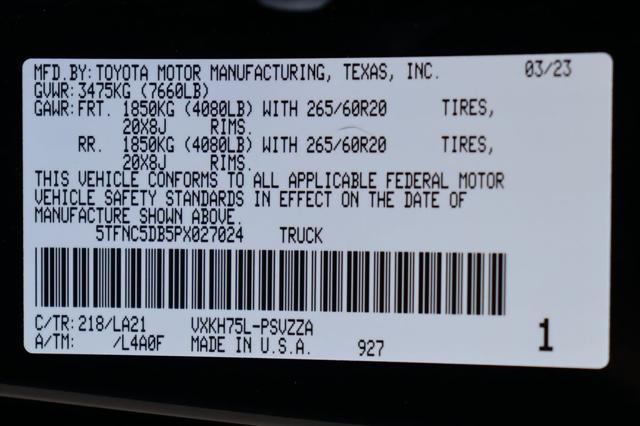 MFD.BY: TOYOTA MOTOR MANUFACTURING, TEXAS, INC. 03/23
GVWR: 3475KG (7660LB)
GAWR: FRT. 1850KG (4080LB) WITH 265/60R20 TIRES,
20X8J RIMS.
RR. 1850KG (4080LB) WITH 265/60R20 TIRES,
20X8J RIMS.
THIS VEHICLE CONFORMS TO ALL APPLICABLE FEDERAL MOTOR
VEHICLE SAFETY STANDARDS IN EFFECT ON THE DATE OF
MANUFACTURE SHOWN ABOVE.
5TFNC5DB5PX027024 TRUCK
C/TR: 218/LA21 VXKH75L-PSVZZA
A/TM: /L4A0F MADE IN U.S.A. 927 1